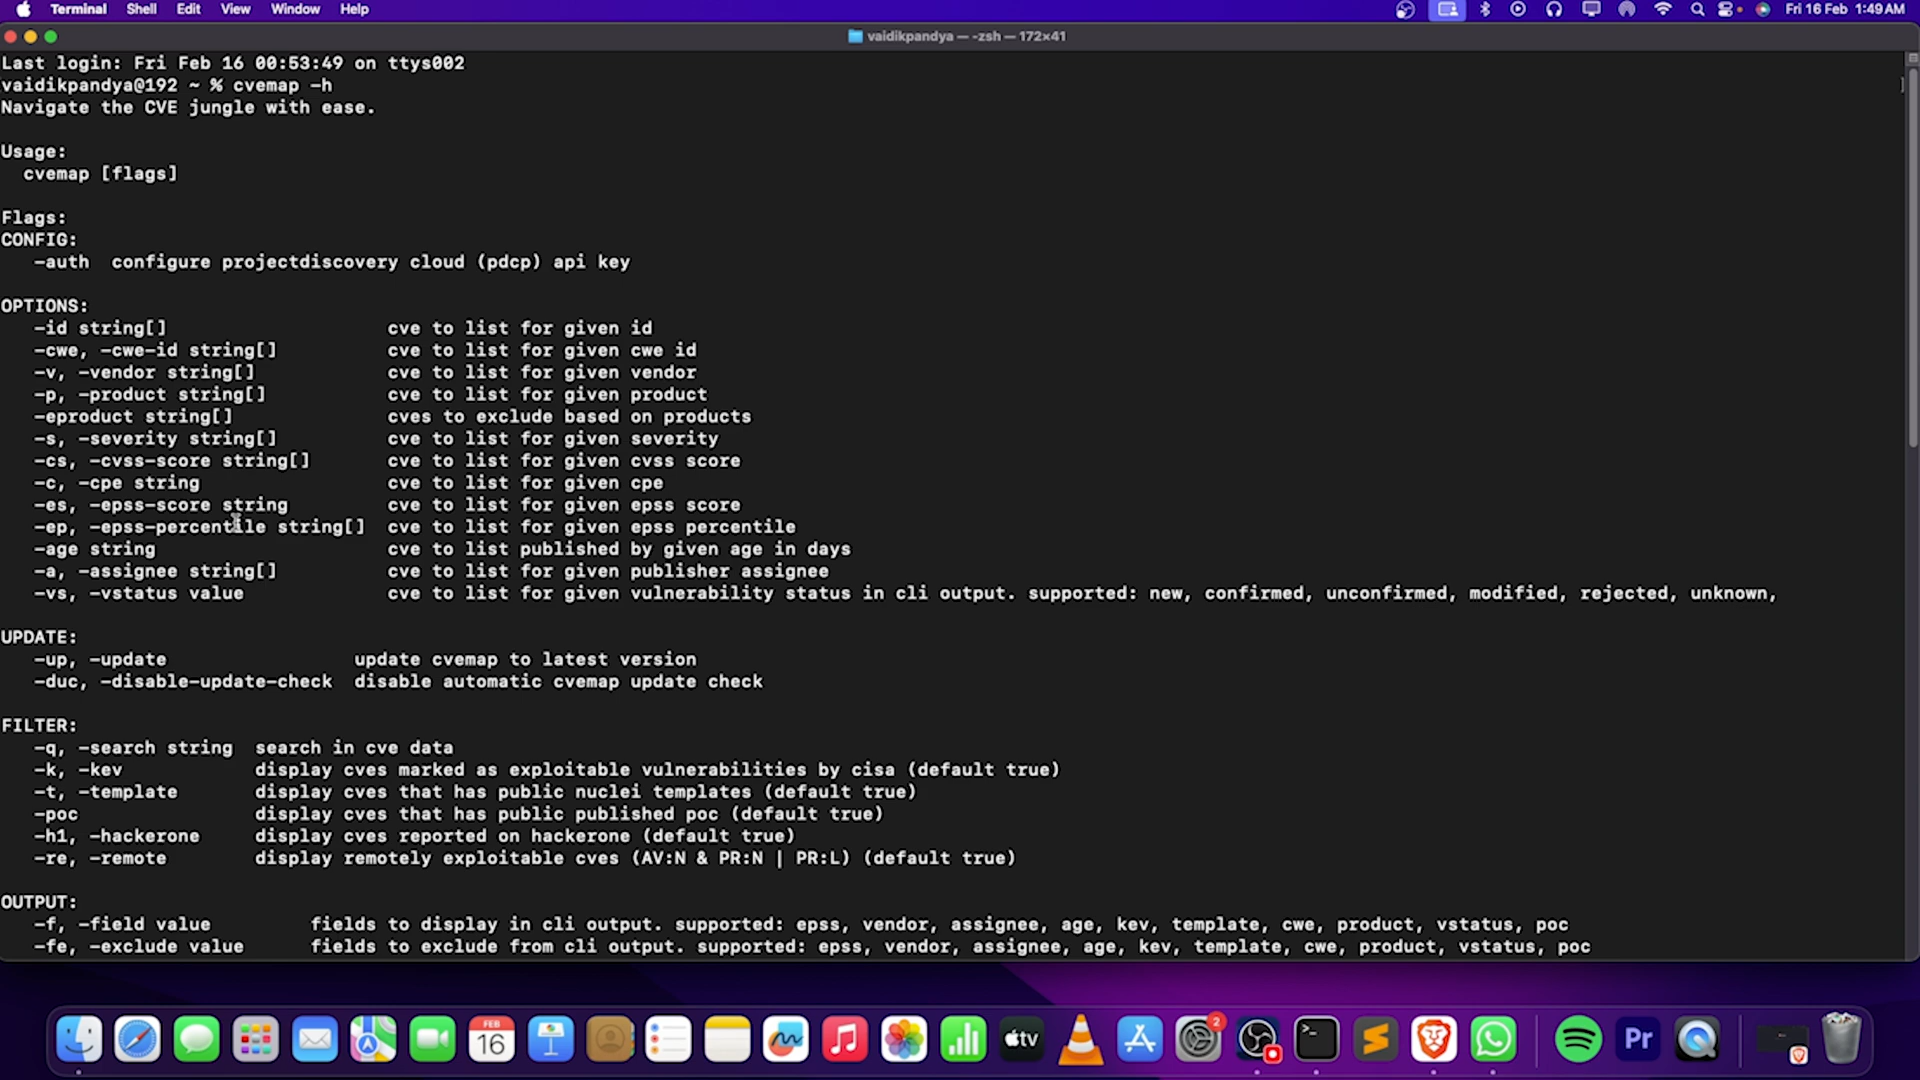 Terminal Shell Edit View Window Help Fri 16 Feb 1:49 AM
vaidikpandya — -zsh — 172×41
Last login: Fri Feb 16 00:53:49 on ttys002
vaidikpandya@192 ~ % cvemap -h
Navigate the CVE jungle with ease.
Usage:
cvemap [flags]
Flags:
CONFIG:
-auth configure projectdiscovery cloud (pdcp) api key
OPTIONS:
-id string[] cve to list for given id
-cwe, -cwe-id string[] cve to list for given cwe id
-v, -vendor string[] cve to list for given vendor
-p, -product string[] cve to list for given product
-eproduct string[] cves to exclude based on products
-s, -severity string[] cve to list for given severity
-cs, -cvss-score string[] cve to list for given cvss score
-c, -cpe string cve to list for given cpe
-es, -epss-score string cve to list for given epss score
-ep, -epss-percentile string[] cve to list for given epss percentile
-age string cve to list published by given age in days
-a, -assignee string[] cve to list for given publisher assignee
-vs, -vstatus value cve to list for given vulnerability status in cli output. supported: new, confirmed, unconfirmed, modified, rejected, unknown,
UPDATE:
-up, -update update cvemap to latest version
-duc, -disable-update-check disable automatic cvemap update check
FILTER:
-q, -search string search in cve data
-k, -kev display cves marked as exploitable vulnerabilities by cisa (default true)
-t, -template display cves that has public nuclei templates (default true)
-poc display cves that has public published poc (default true)
-h1, -hackerone display cves reported on hackerone (default true)
-re, -remote display remotely exploitable cves (AV:N & PR:N | PR:L) (default true)
OUTPUT:
-f, -field value fields to display in cli output. supported: epss, vendor, assignee, age, kev, template, cwe, product, vstatus, poc
-fe, -exclude value fields to exclude from cli output. supported: epss, vendor, assignee, age, kev, template, cwe, product, vstatus, poc
FEB
16
tv
2
>_
Pr